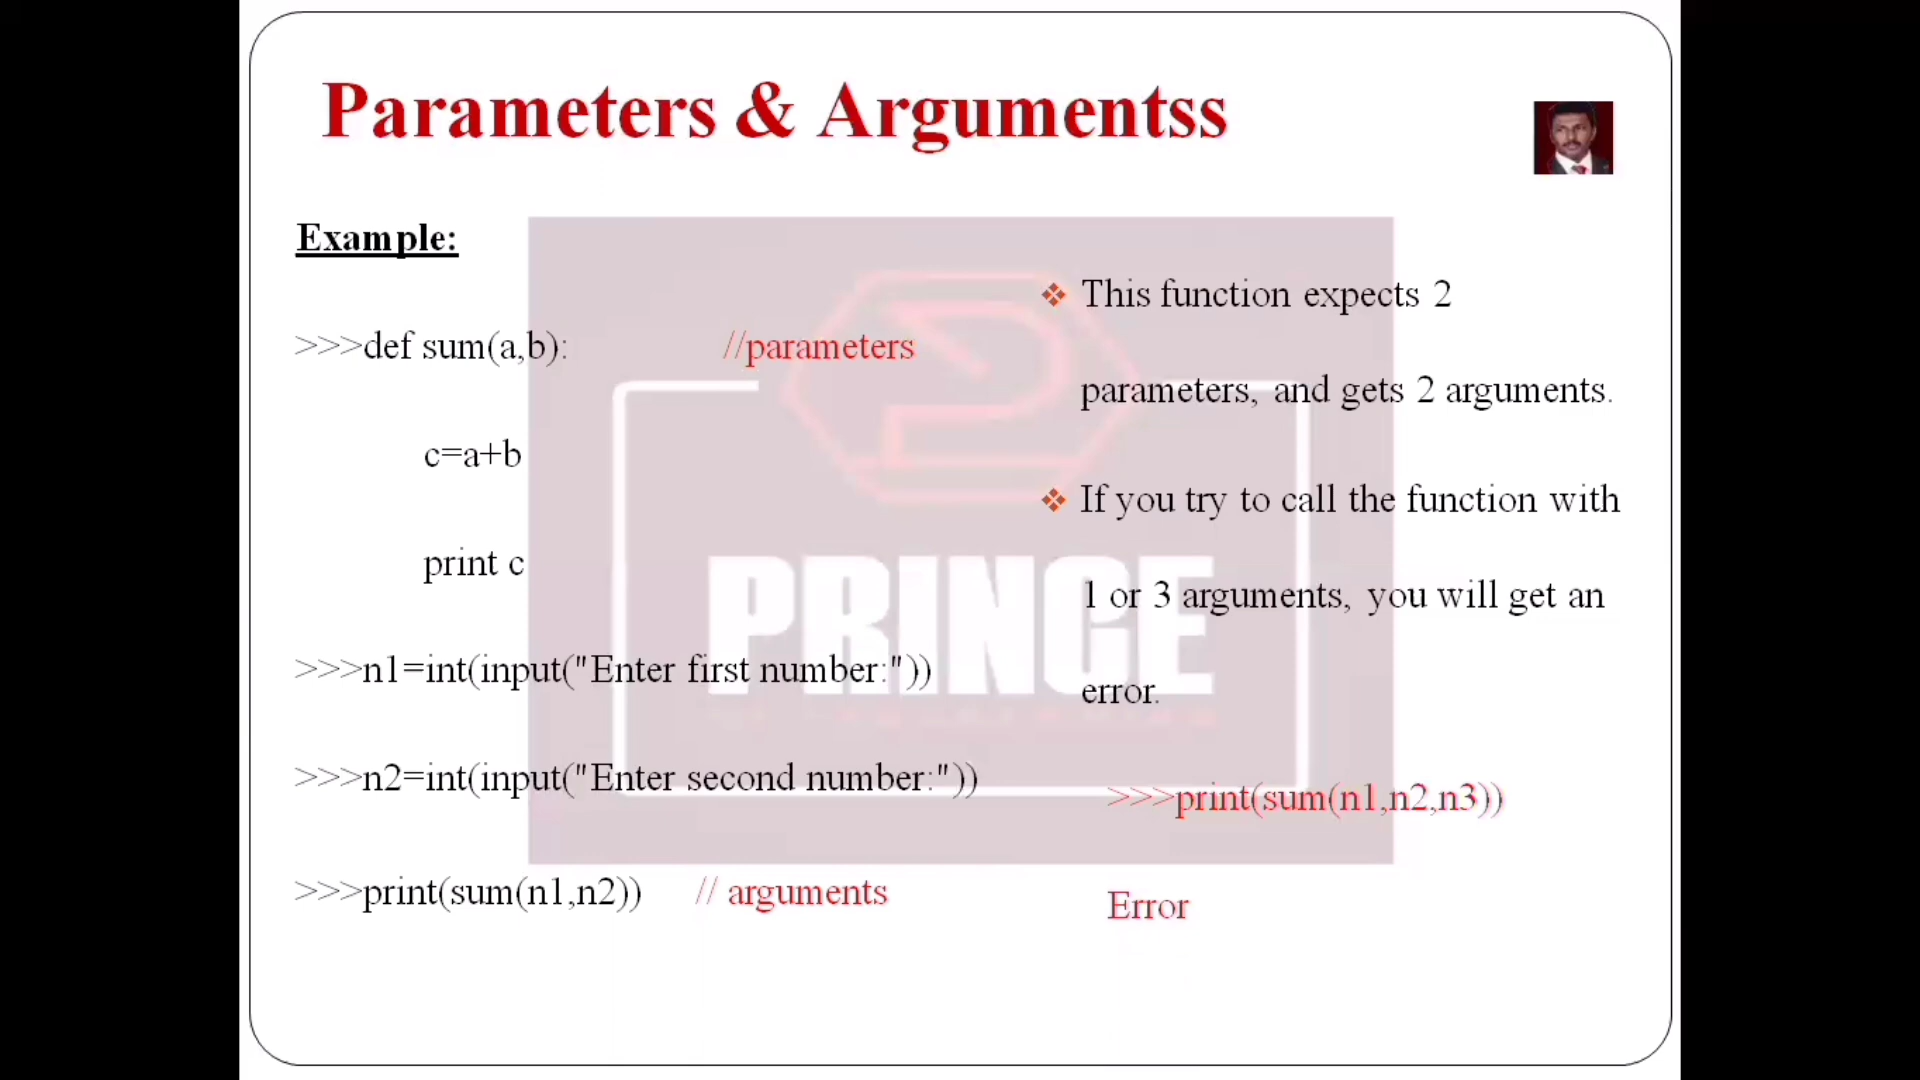 Parameters & Argumentss
Example:
>>>def sum(a,b): //parameters
c=a+b
print c
>>>n1=int(input("Enter first number:"))
>>>n2=int(input("Enter second number:"))
>>>print(sum(n1,n2)) // arguments
This function expects 2
parameters, and gets 2 arguments.
If you try to call the function with
1 or 3 arguments, you will get an
error.
>>>print(sum(n1,n2,n3))
Error
PRINCE